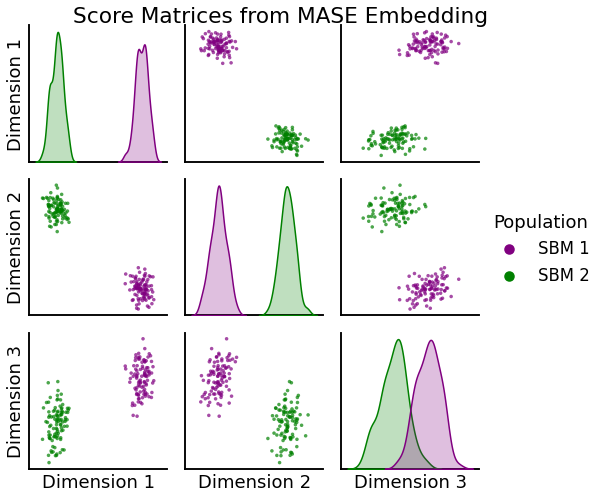 Score Matrices from MASE Embedding
Dimension 1
Dimension 2
Population
SBM 1
SBM 2
Dimension 3
Dimension 1
Dimension 2
Dimension 3